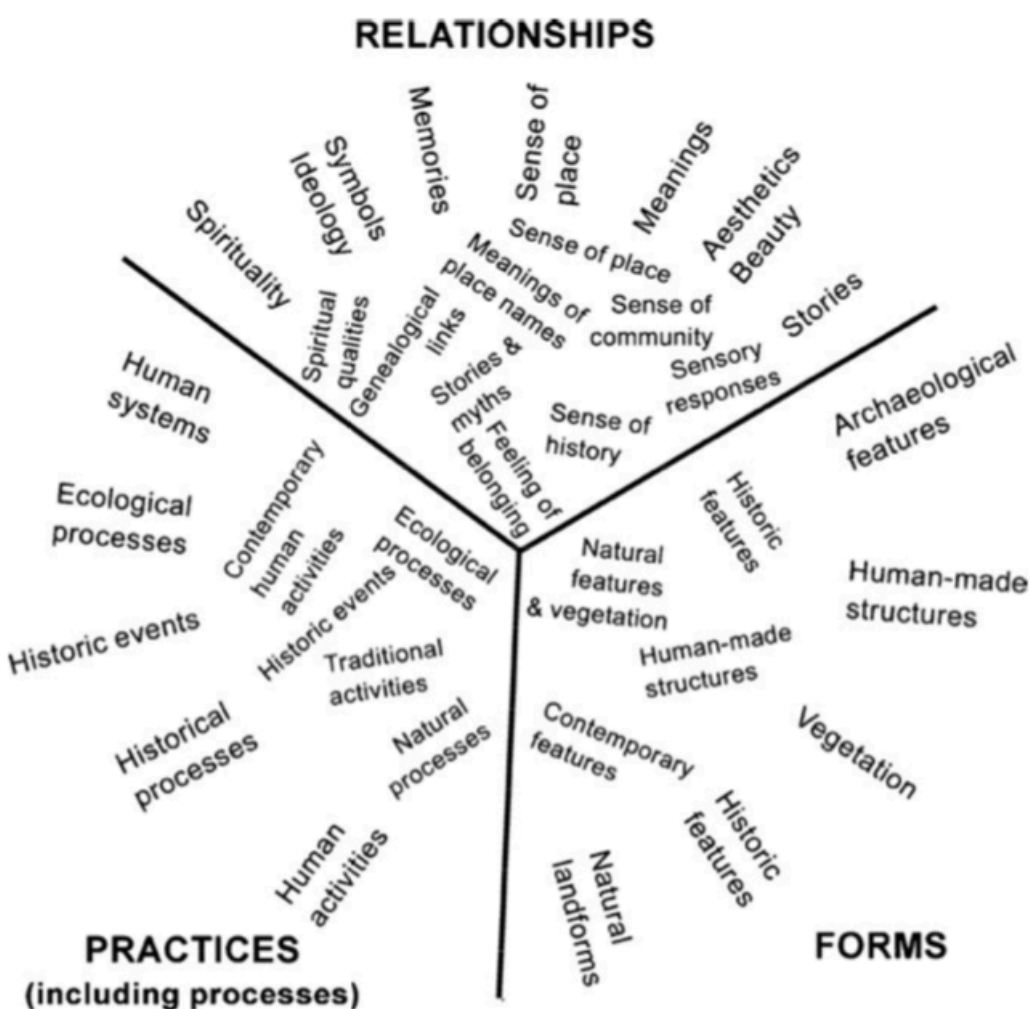 RELATIONSHIPS
Spirituality
Symbols
Ideology
Memories
Sense of
place
Meanings
Aesthetics
Beauty
Stories
Spiritual
qualities
Genealogical
links
Meanings of
place names
Sense of place
Sense of
community
Sensory
responses
Stories &
myths
Sense of
history
Feeling of
belonging
Human
systems
Ecological
processes
Historic events
Historical
processes
Human
activities
Contemporary
human
activities
Ecological
processes
Historic events
Traditional
activities
Natural
processes
PRACTICES
(including processes)
Archaeological
features
Historic
features
Natural
features
& vegetation
Human-made
structures
Human-made
structures
Vegetation
Contemporary
features
Historic
features
Natural
landforms
FORMS